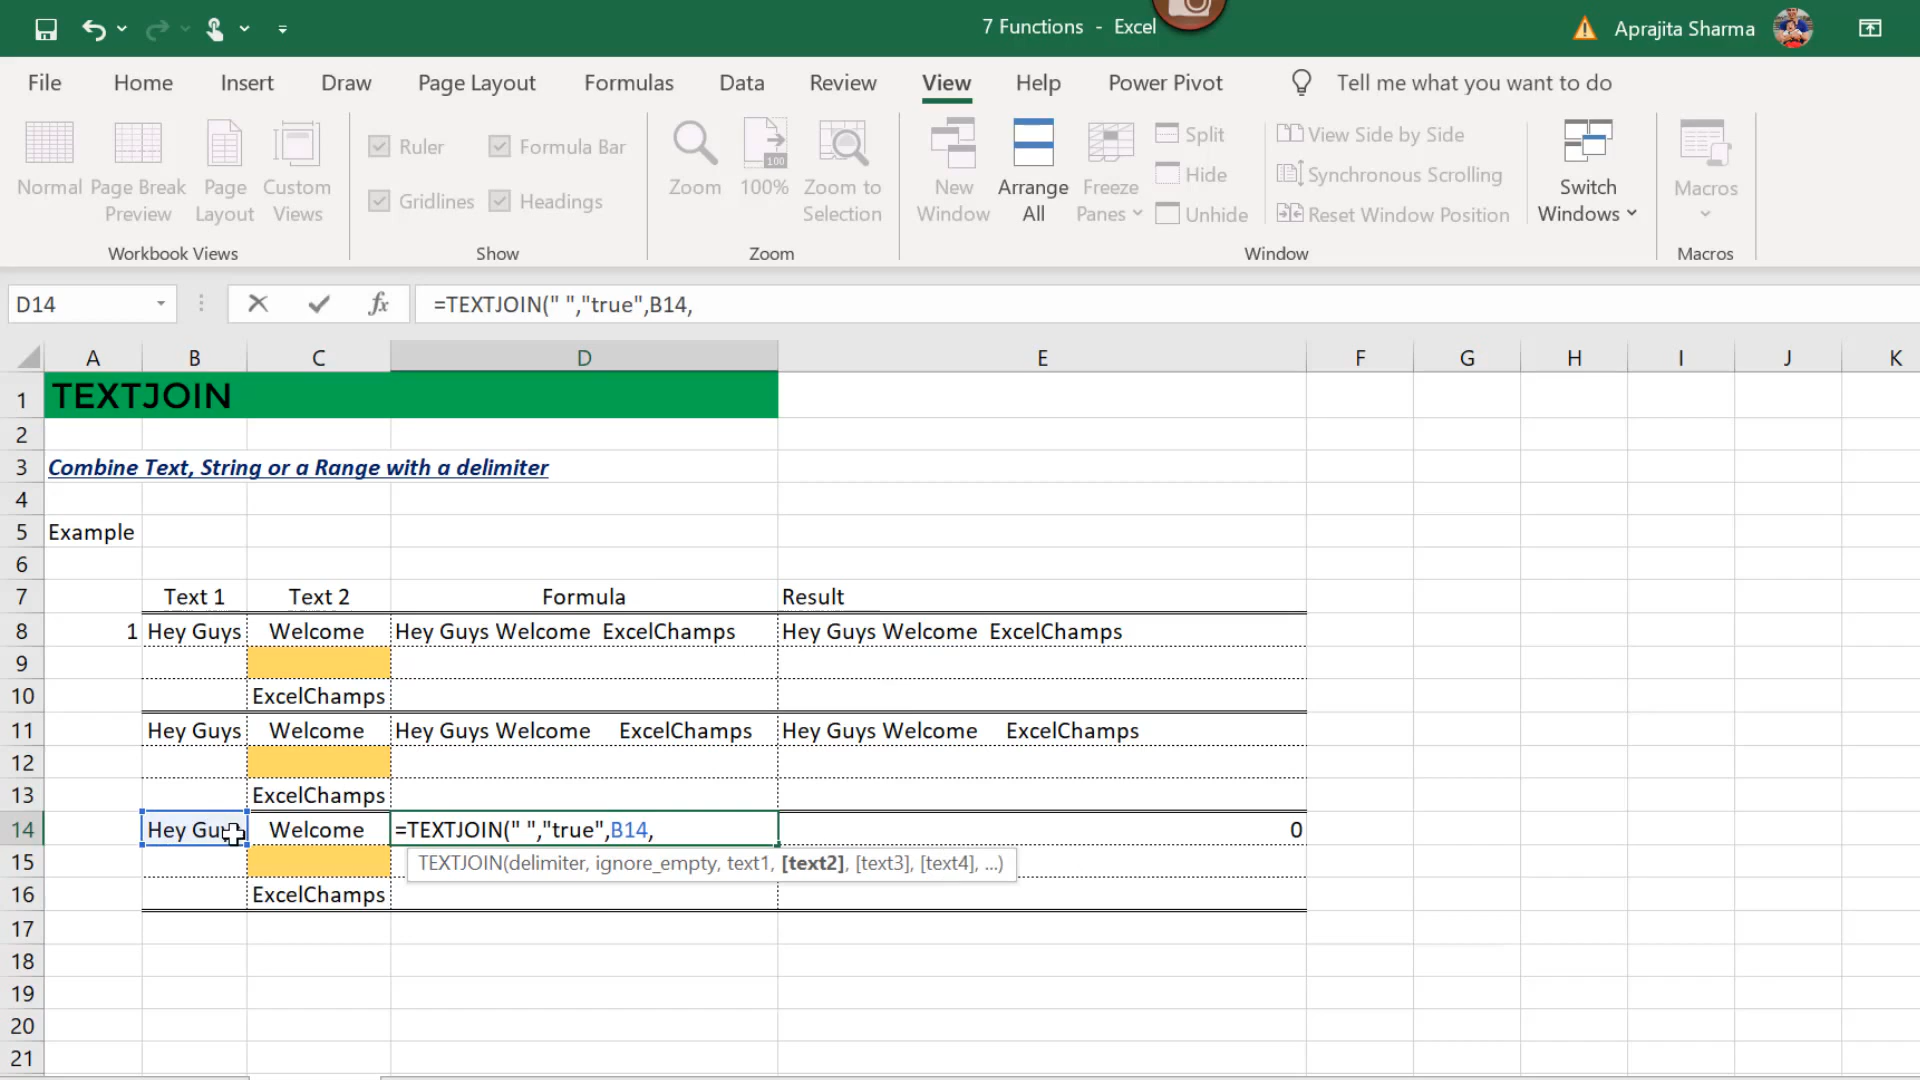 7 Functions - Excel
Aprajita Sharma
File Home Insert Draw Page Layout Formulas Data Review View Help Power Pivot Tell me what you want to do
Normal Page Break Preview Page Layout Custom Views
Workbook Views
Ruler Formula Bar
Gridlines Headings
Show
Zoom 100% Zoom to Selection
100
Zoom
New Window Arrange All Freeze Panes
Split
Hide
Unhide
View Side by Side
Synchronous Scrolling
Reset Window Position
Window
Switch Windows
Macros
Macros
D14 fx =TEXTJOIN(" ","true",B14,
A B C D E F G H I J K
1 TEXTJOIN
2
3 Combine Text, String or a Range with a delimiter
4
5 Example
6
7 Text 1 Text 2 Formula Result
8 1 Hey Guys Welcome Hey Guys Welcome  ExcelChamps Hey Guys Welcome  ExcelChamps
9
10 ExcelChamps
11 Hey Guys Welcome Hey Guys Welcome    ExcelChamps Hey Guys Welcome    ExcelChamps
12
13 ExcelChamps
14 Hey Guys Welcome =TEXTJOIN(" ","true",B14, 0
15 TEXTJOIN(delimiter, ignore_empty, text1, [text2], [text3], [text4], ...)
16 ExcelChamps
17
18
19
20
21